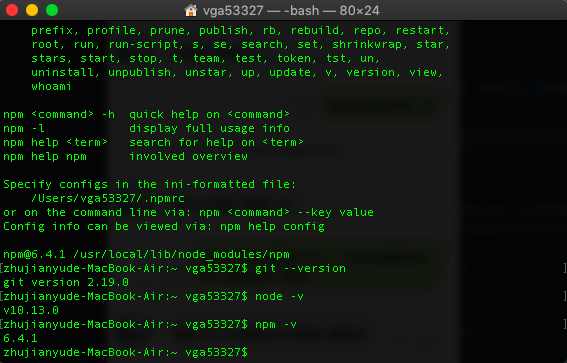 vga53327 — -bash — 80×24
prefix, profile, prune, publish, rb, rebuild, repo, restart,
root, run, run-script, s, se, search, set, shrinkwrap, star,
stars, start, stop, t, team, test, token, tst, un,
uninstall, unpublish, unstar, up, update, v, version, view,
whoami
npm <command> -h  quick help on <command>
npm -l            display full usage info
npm help <term>   search for help on <term>
npm help npm      involved overview
Specify configs in the ini-formatted file:
/Users/vga53327/.npmrc
or on the command line via: npm <command> --key value
Config info can be viewed via: npm help config
npm@6.4.1 /usr/local/lib/node_modules/npm
[zhujianyude-MacBook-Air:~ vga53327$ git --version ]
git version 2.19.0
[zhujianyude-MacBook-Air:~ vga53327$ node -v ]
v10.13.0
[zhujianyude-MacBook-Air:~ vga53327$ npm -v ]
6.4.1
zhujianyude-MacBook-Air:~ vga53327$